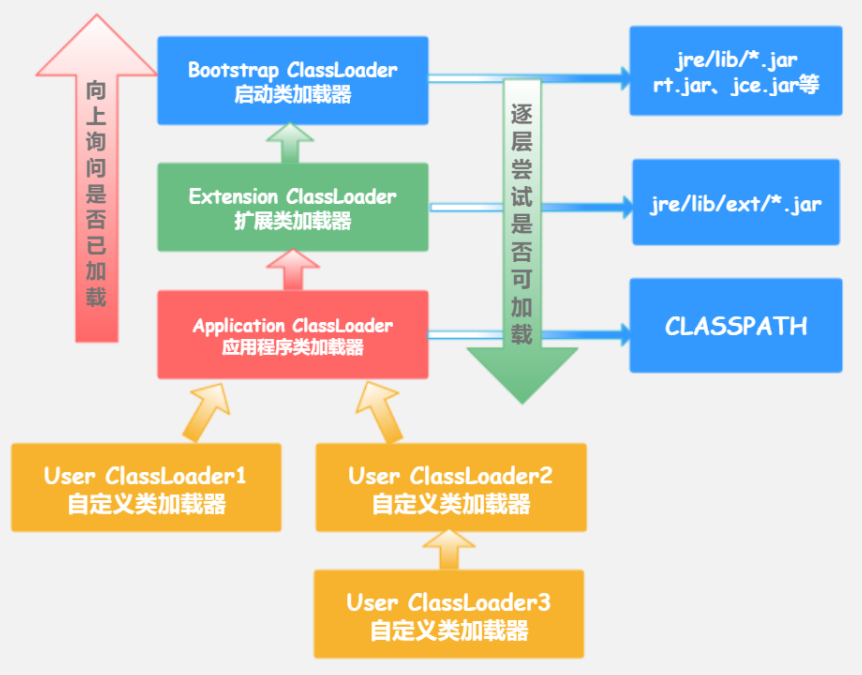 向上询问是否已加载
Bootstrap ClassLoader
启动类加载器
逐层尝试是否可加载
jre/lib/*.jar
rt.jar、jce.jar等
Extension ClassLoader
扩展类加载器
jre/lib/ext/*.jar
Application ClassLoader
应用程序类加载器
CLASSPATH
User ClassLoader1
自定义类加载器
User ClassLoader2
自定义类加载器
User ClassLoader3
自定义类加载器